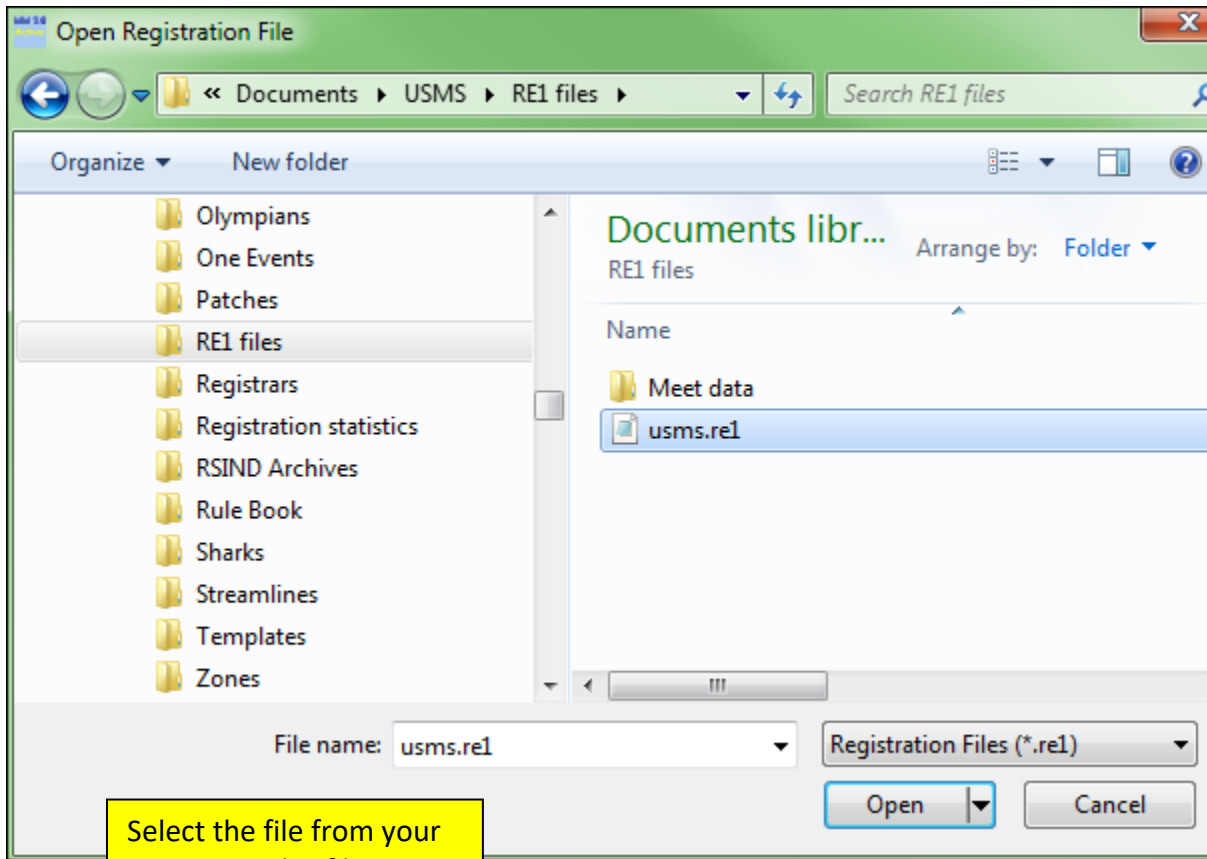 Open Registration File
« Documents ▸ USMS ▸ RE1 files ▸
Search RE1 files
Organize ▾ New folder
Olympians
One Events
Patches
RE1 files
Registrars
Registration statistics
RSIND Archives
Rule Book
Sharks
Streamlines
Templates
Zones
Documents libr...
RE1 files
Arrange by: Folder ▾
Name
Meet data
usms.re1
File name: usms.re1
Registration Files (*.re1)
Open
Cancel
Select the file from your